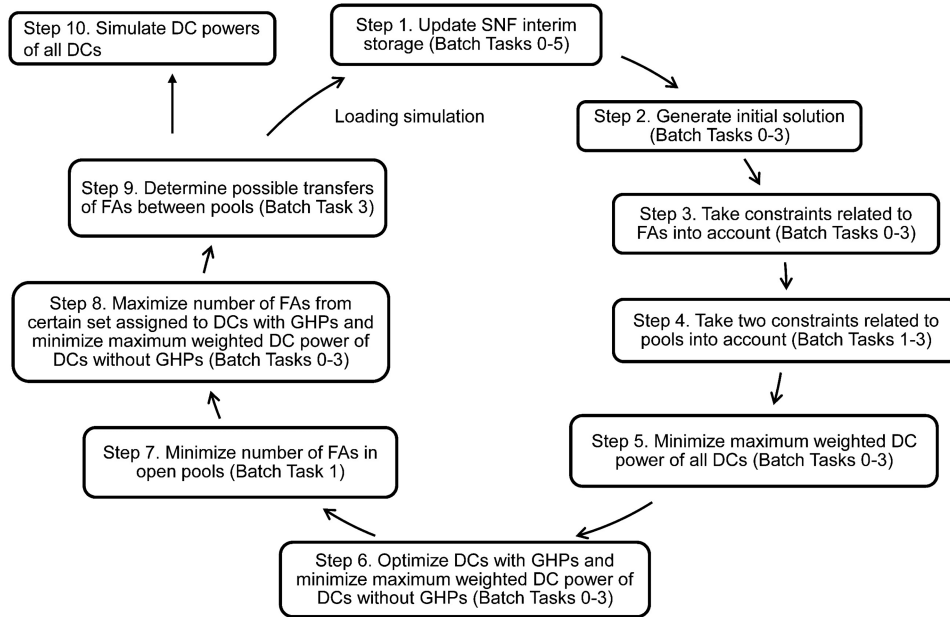 Step 10. Simulate DC powers
of all DCs
Step 1. Update SNF interim
storage (Batch Tasks 0-5)
Loading simulation
Step 2. Generate initial solution
(Batch Tasks 0-3)
Step 9. Determine possible transfers
of FAs between pools (Batch Task 3)
Step 3. Take constraints related to
FAs into account (Batch Tasks 0-3)
Step 8. Maximize number of FAs from
certain set assigned to DCs with GHPs and
minimize maximum weighted DC power of
DCs without GHPs (Batch Tasks 0-3)
Step 4. Take two constraints related to
pools into account (Batch Tasks 1-3)
Step 7. Minimize number of FAs in
open pools (Batch Task 1)
Step 5. Minimize maximum weighted DC
power of all DCs (Batch Tasks 0-3)
Step 6. Optimize DCs with GHPs and
minimize maximum weighted DC power of
DCs without GHPs (Batch Tasks 0-3)